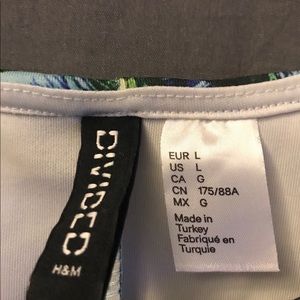 DIVIDED
H&M
EUR L
US L
CA G
CN 175/88A
MX G
Made in
Turkey
Fabriqué en
Turquie